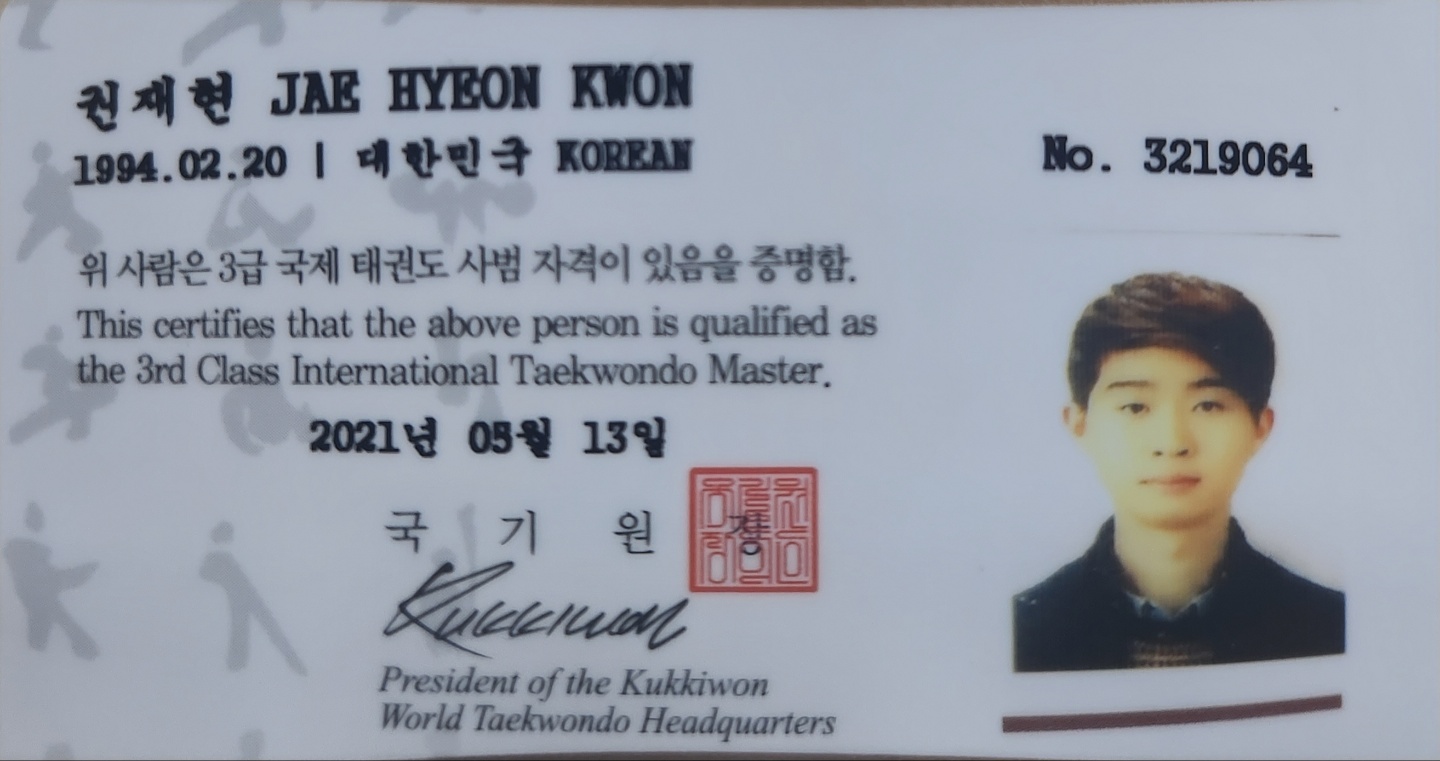 권재현 JAE HYEON KWON
1994.02.20 | 대한민국 KOREAN
No. 3219064
위 사람은 3급 국제 태권도 사범 자격이 있음을 증명함.
This certifies that the above person is qualified as
the 3rd Class International Taekwondo Master.
2021년 05월 13일
국 기 원 장
Kukkiwon
President of the Kukkiwon
World Taekwondo Headquarters